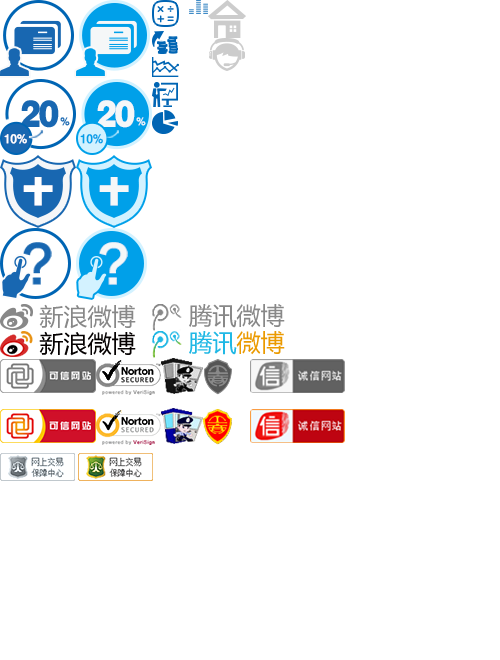 20% 20%
10% 10%
? ?
新浪微博 腾讯微博
新浪微博 腾讯微博
可信网站 Norton SECURED powered by VeriSign 信 诚信网站
可信网站 Norton SECURED powered by VeriSign 信 诚信网站
网上交易 网上交易
保障中心 保障中心